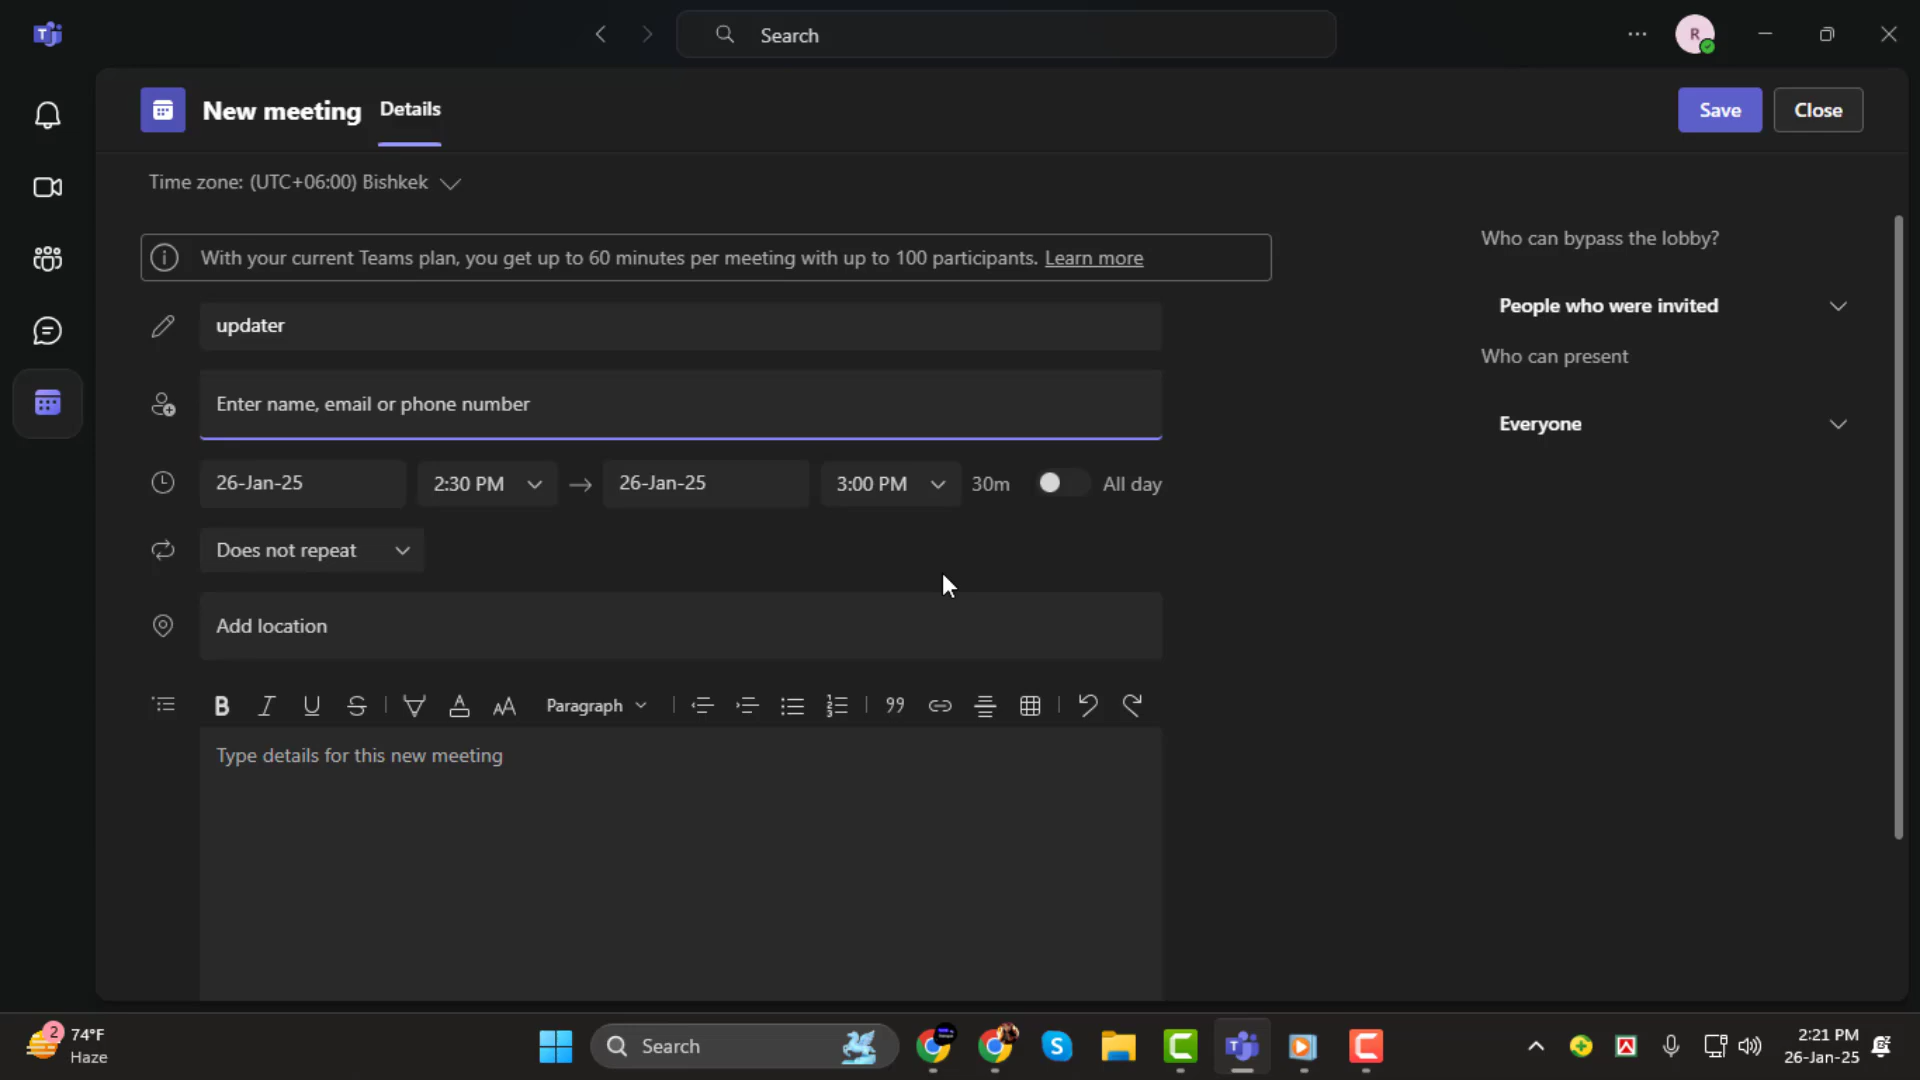 Search
R
New meeting
Details
Save
Close
Time zone: (UTC+06:00) Bishkek
With your current Teams plan, you get up to 60 minutes per meeting with up to 100 participants. Learn more
updater
Enter name, email or phone number
26-Jan-25
2:30 PM
26-Jan-25
3:00 PM
30m
All day
Does not repeat
Add location
Paragraph
Type details for this new meeting
Who can bypass the lobby?
People who were invited
Who can present
Everyone
2
74°F
Haze
Search
2:21 PM
26-Jan-25